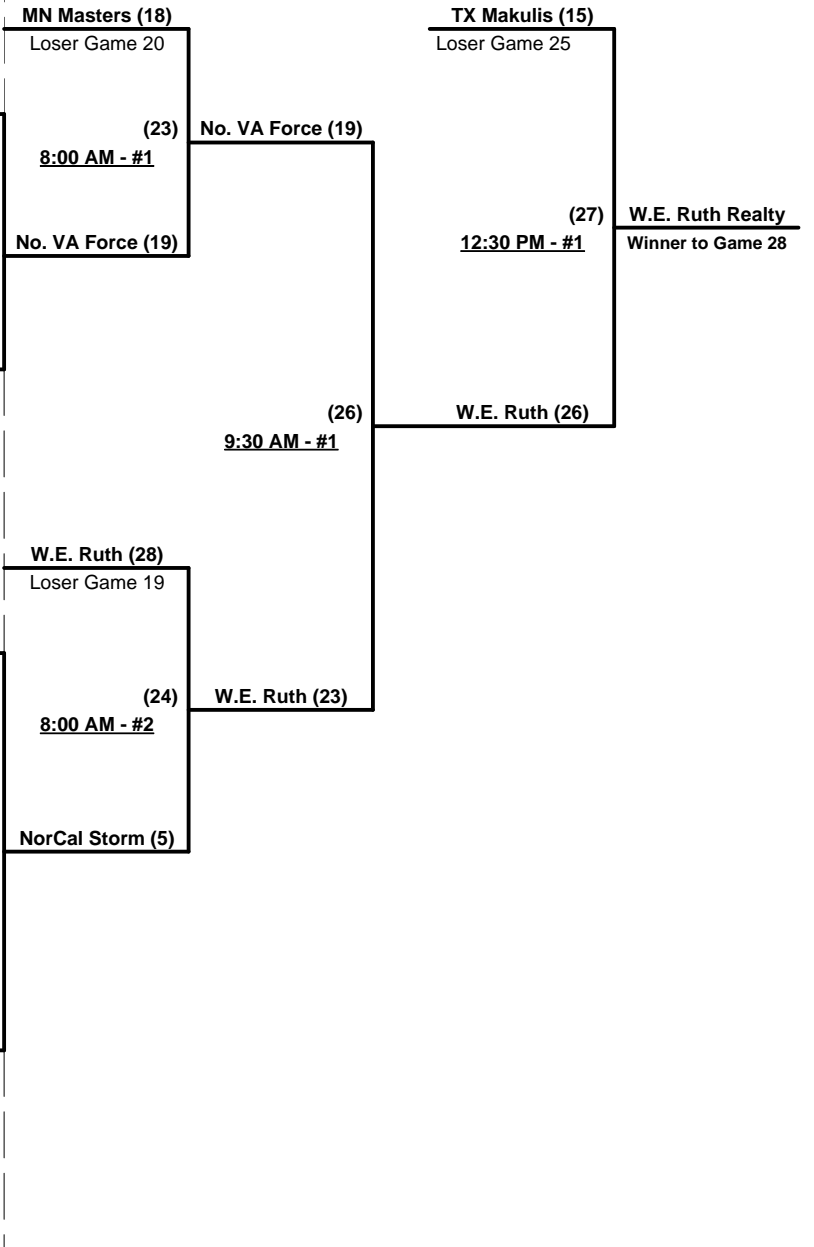 MN Masters (18)
Loser Game 20
(23)
8:00 AM - #1
No. VA Force (19)
No. VA Force (19)
TX Makulis (15)
Loser Game 25
(27)
12:30 PM - #1
W.E. Ruth Realty
Winner to Game 28
(26)
9:30 AM - #1
W.E. Ruth (26)
W.E. Ruth (28)
Loser Game 19
(24)
8:00 AM - #2
W.E. Ruth (23)
NorCal Storm (5)